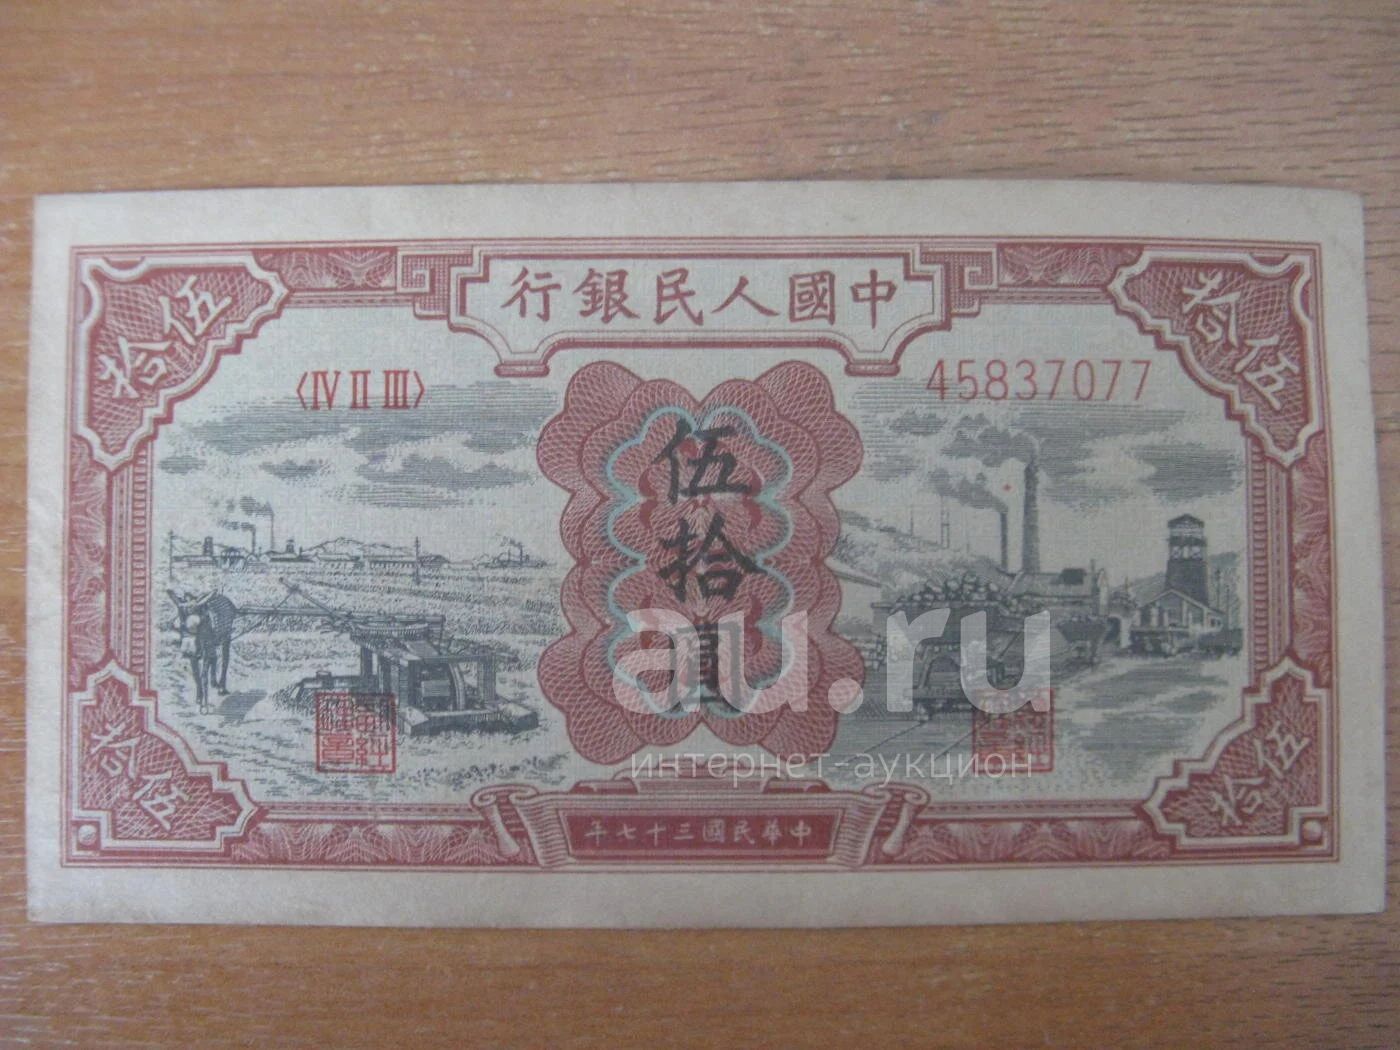 行銀民人國中
伍拾
拾伍
〈Ⅳ Ⅱ Ⅲ〉
45837077
伍拾圓
au.ru
интернет-аукцион
拾伍
伍拾
年七十三國民華中